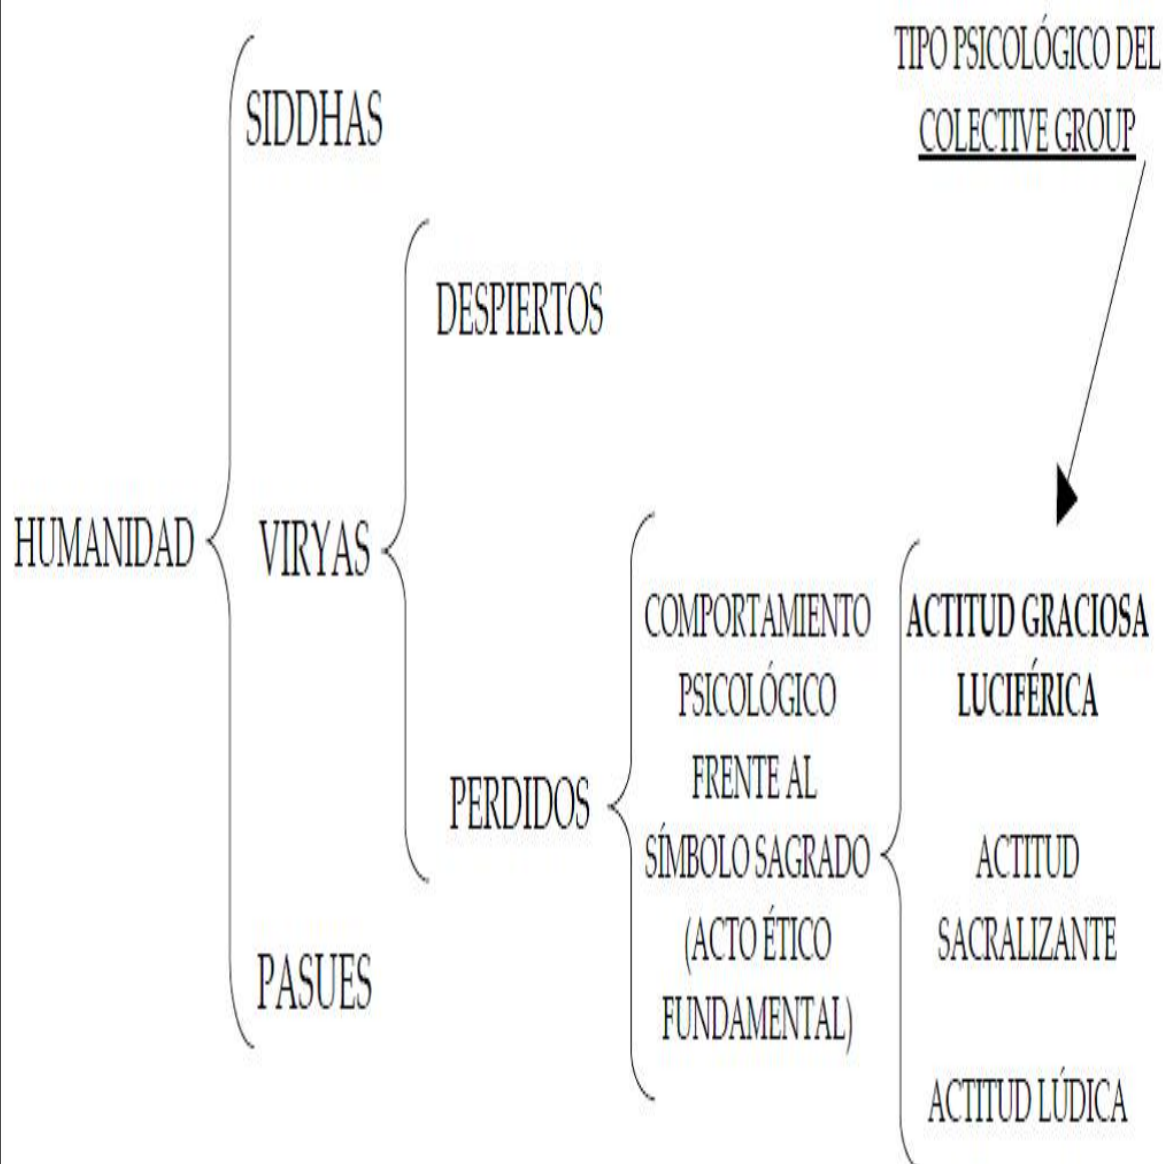 TIPO PSICOLÓGICO DEL
COLECTIVE GROUP
SIDDHAS
DESPIERTOS
HUMANIDAD
VIRYAS
PERDIDOS
PASUES
COMPORTAMIENTO
PSICOLÓGICO
FRENTE AL
SÍMBOLO SAGRADO
(ACTO ÉTICO
FUNDAMENTAL)
ACTITUD GRACIOSA
LUCIFÉRICA
ACTITUD
SACRALIZANTE
ACTITUD LÚDICA